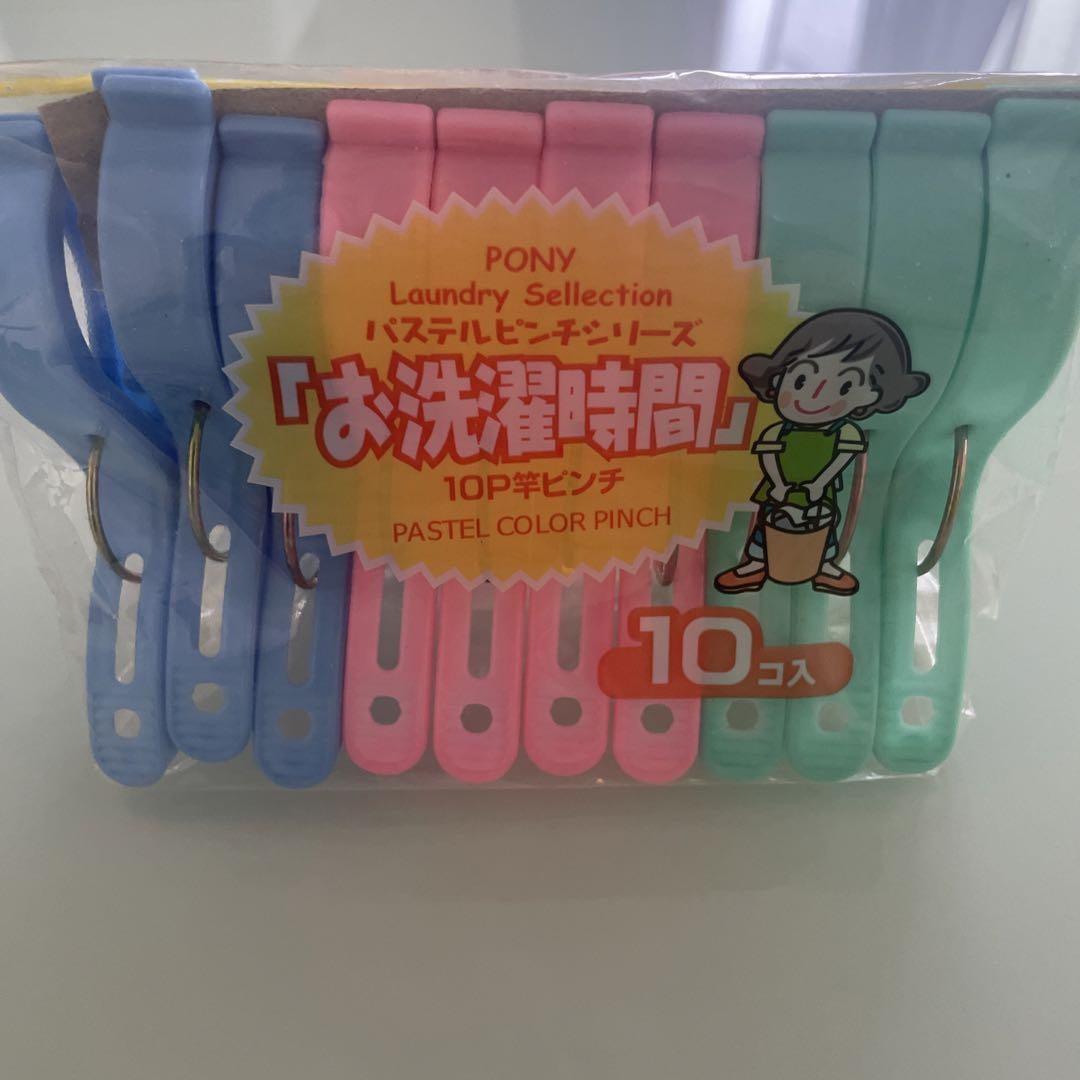 PONY
Laundry Sellection
パステルピンチシリーズ
「お洗濯時間」
10P竿ピンチ
PASTEL COLOR PINCH
10コ入